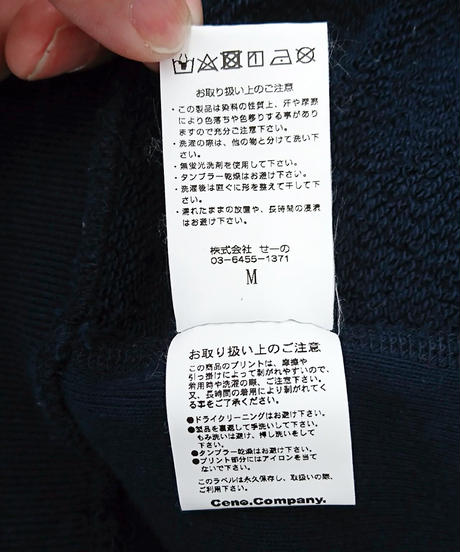 お取り扱い上のご注意
・この製品は染料の性質上、汗や摩擦
により色落ちや色移りする事があり
ますので充分ご注意下さい。
・洗濯の際は、他の物と分けて洗い下
さい。
・無蛍光洗剤を使用して下さい。
・タンブラー乾燥はお避け下さい。
・洗濯後は直ぐに形を整えて干して下
さい。
・濡れたままの放置や、長時間の浸漬
はお避け下さい。
株式会社 せーの
03-6455-1371
M
お取り扱い上のご注意
この商品のプリントは、摩擦や
引っ掛けによって剥がれやすいので、
着用時や洗濯の際、ご注意下さい。
又、長時間の着用により剥がれてく
る事をご了承ください。
●ドライクリーニングはお避け下さい。
●製品を裏返して手洗いして下さい。
もみ洗いは避け、押し洗いをして
下さい。
●タンブラー乾燥はお避け下さい。
●プリント部分にはアイロンを当て
ないで下さい。
このラベルは永久保存し、取扱いの際、
ご利用下さい。
Ceno.Company.